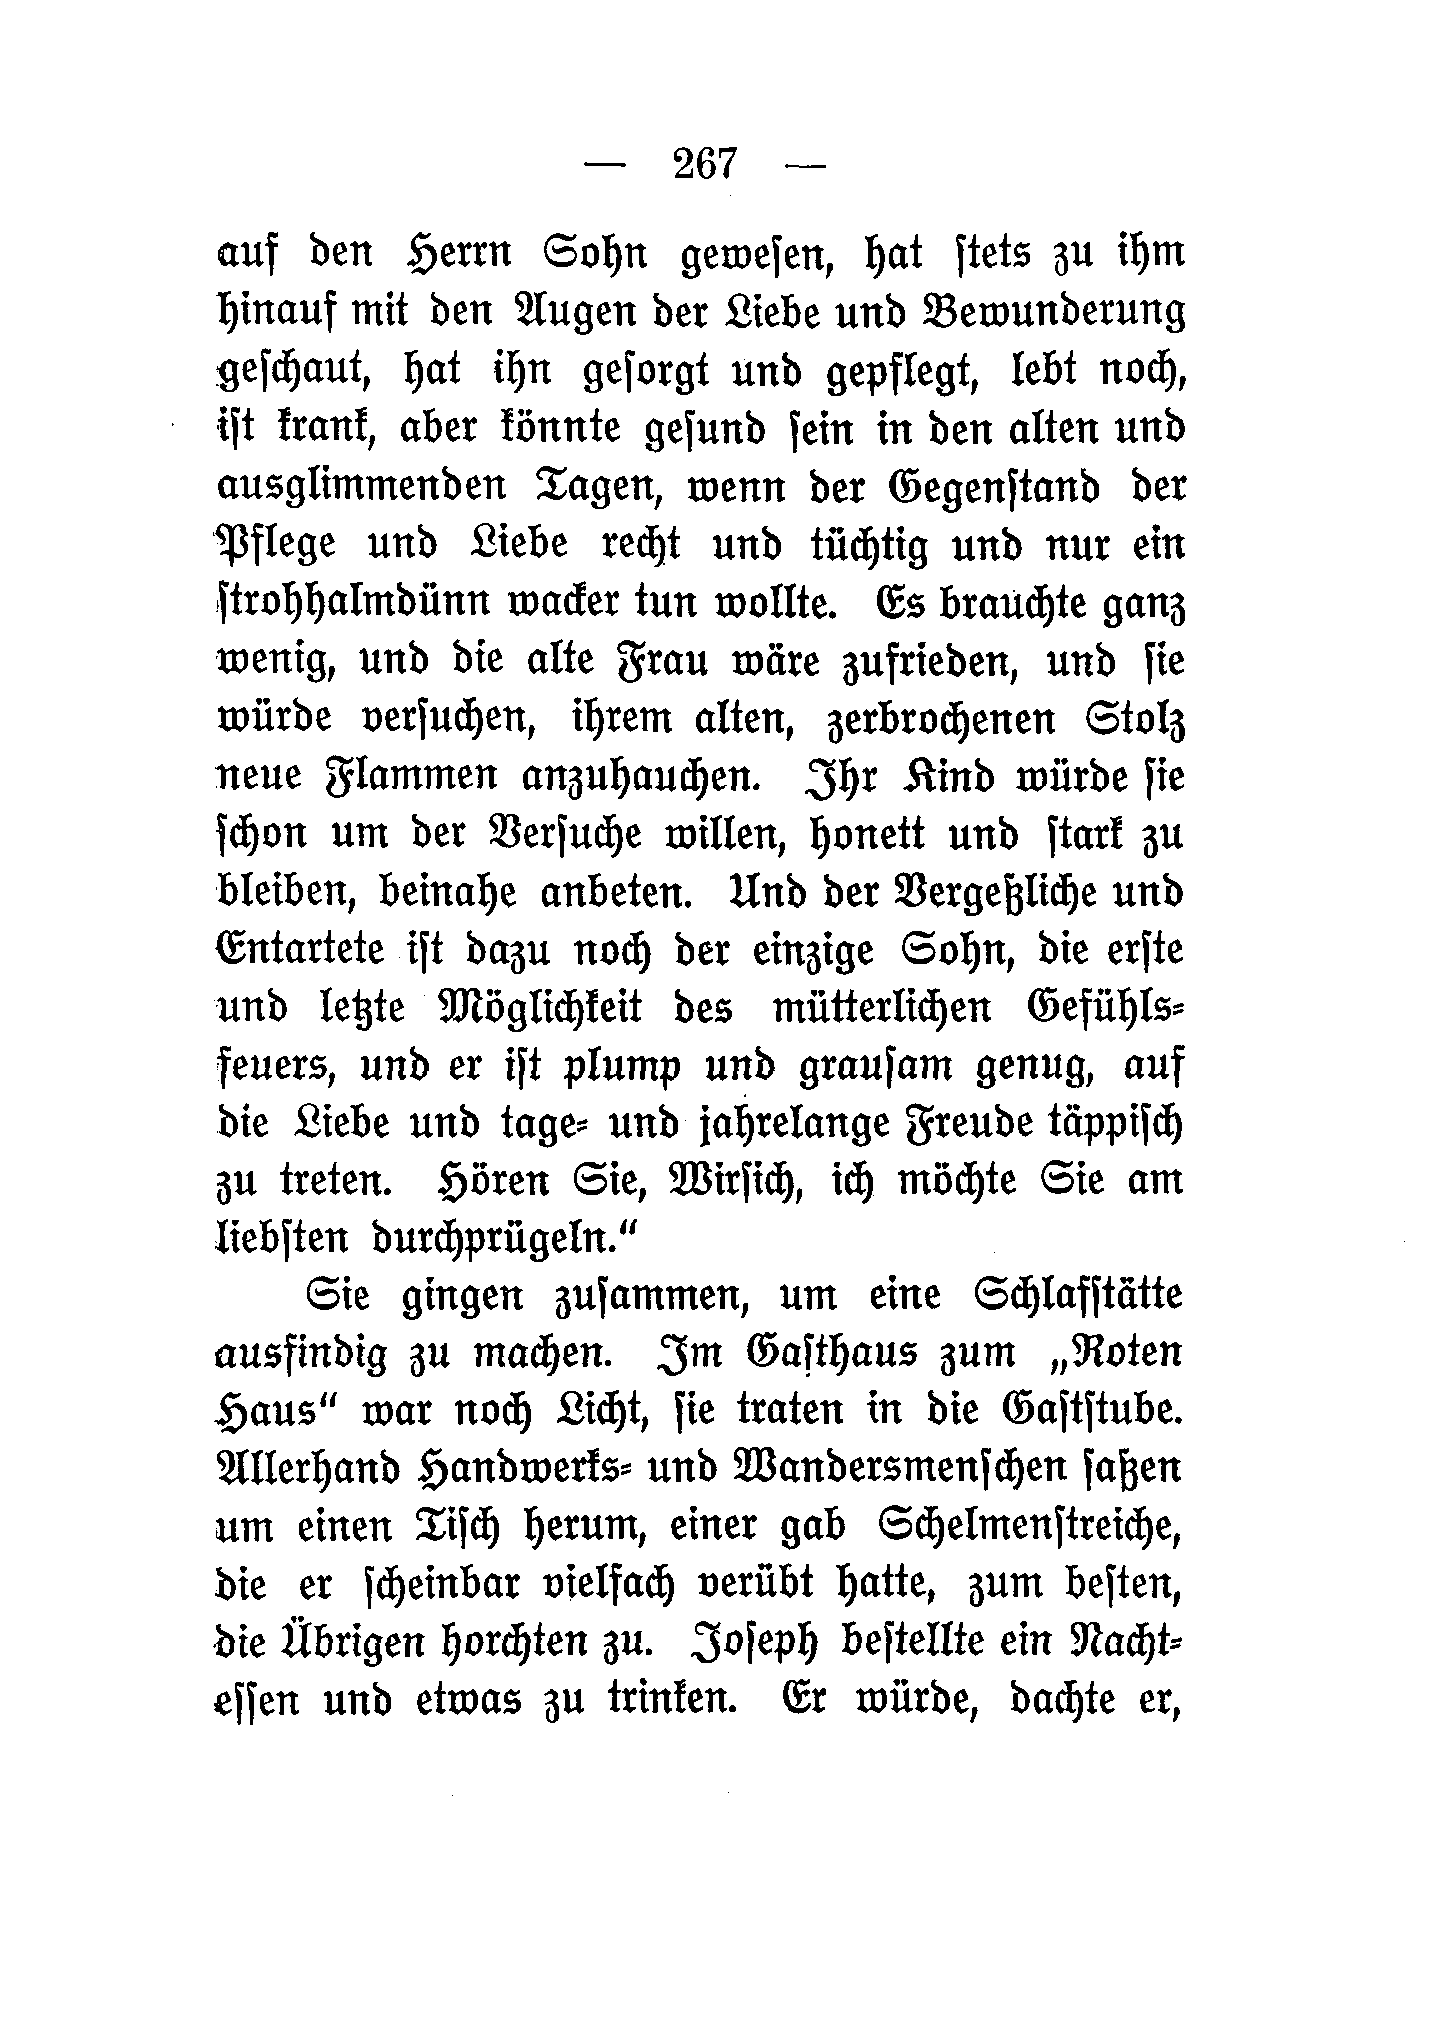 — 267 —
auf den Herrn Sohn gewesen, hat stets zu ihm
hinauf mit den Augen der Liebe und Bewunderung
geschaut, hat ihn gesorgt und gepflegt, lebt noch,
ist krank, aber könnte gesund sein in den alten und
ausglimmenden Tagen, wenn der Gegenstand der
Pflege und Liebe recht und tüchtig und nur ein
strohhalmdünn wacker tun wollte. Es brauchte ganz
wenig, und die alte Frau wäre zufrieden, und sie
würde versuchen, ihrem alten, zerbrochenen Stolz
neue Flammen anzuhauchen. Ihr Kind würde sie
schon um der Versuche willen, honett und stark zu
bleiben, beinahe anbeten. Und der Vergeßliche und
Entartete ist dazu noch der einzige Sohn, die erste
und letzte Möglichkeit des mütterlichen Gefühls-
feuers, und er ist plump und grausam genug, auf
die Liebe und tage- und jahrelange Freude täppisch
zu treten. Hören Sie, Wirsich, ich möchte Sie am
liebsten durchprügeln.“
Sie gingen zusammen, um eine Schlafstätte
ausfindig zu machen. Im Gasthaus zum „Roten
Haus“ war noch Licht, sie traten in die Gaststube.
Allerhand Handwerks- und Wandersmenschen saßen
um einen Tisch herum, einer gab Schelmenstreiche,
die er scheinbar vielfach verübt hatte, zum besten,
die Übrigen horchten zu. Joseph bestellte ein Nacht-
essen und etwas zu trinken. Er würde, dachte er,